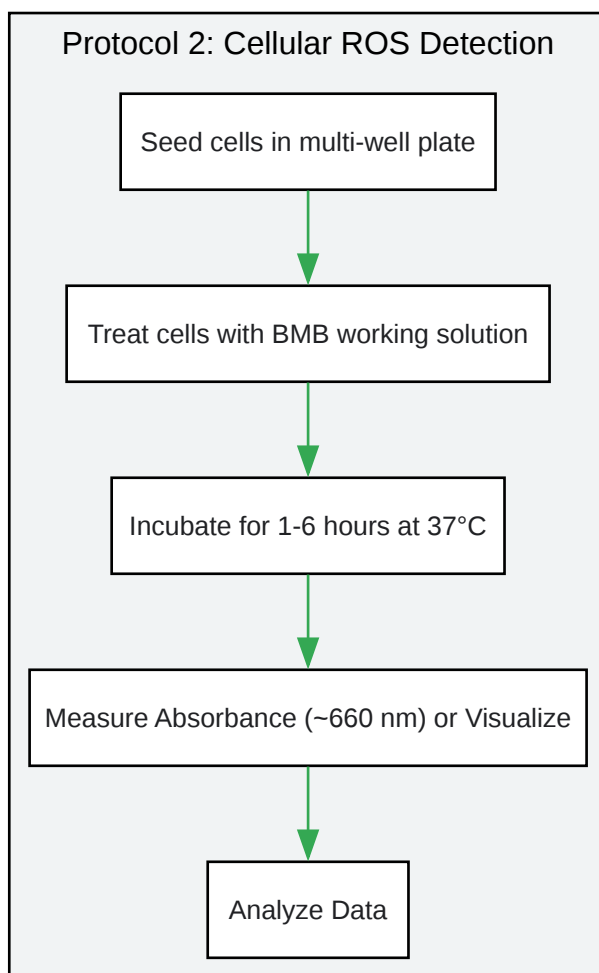 Protocol 2: Cellular ROS Detection
Seed cells in multi-well plate
Treat cells with BMB working solution
Incubate for 1-6 hours at 37°C
Measure Absorbance (~660 nm) or Visualize
Analyze Data